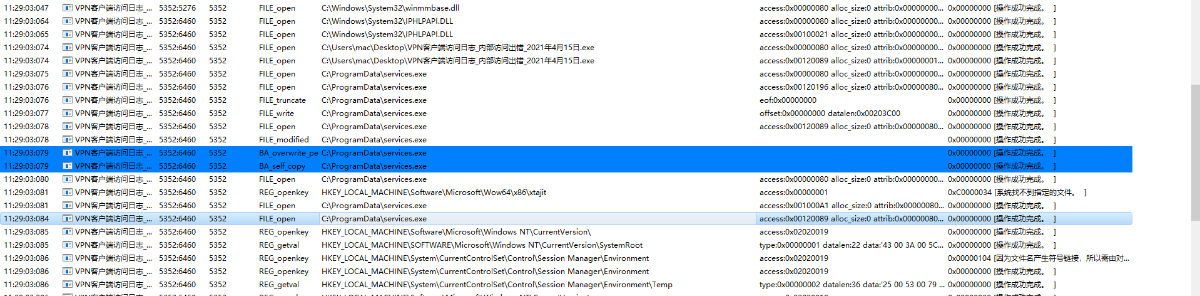 11:29:03:047 VPN客户端访问日志_... 5352:5276 5352 FILE_open C:\Windows\System32\winmmbase.dll access:0x00000080 alloc_size:0 attrib:0x00000000... 0x00000000 [操作成功完成。 ]
11:29:03:064 VPN客户端访问日志_... 5352:6460 5352 FILE_open C:\Windows\System32\IPHLPAPI.DLL access:0x00000080 alloc_size:0 attrib:0x00000000... 0x00000000 [操作成功完成。 ]
11:29:03:065 VPN客户端访问日志_... 5352:6460 5352 FILE_open C:\Windows\System32\IPHLPAPI.DLL access:0x00100021 alloc_size:0 attrib:0x00000000... 0x00000000 [操作成功完成。 ]
11:29:03:074 VPN客户端访问日志_... 5352:6460 5352 FILE_open C:\Users\mac\Desktop\VPN客户端访问日志_内部访问出错_2021年4月15日.exe access:0x00000080 alloc_size:0 attrib:0x00000000... 0x00000000 [操作成功完成。 ]
11:29:03:074 VPN客户端访问日志_... 5352:6460 5352 FILE_open C:\Users\mac\Desktop\VPN客户端访问日志_内部访问出错_2021年4月15日.exe access:0x00120089 alloc_size:0 attrib:0x0000001... 0x00000000 [操作成功完成。 ]
11:29:03:075 VPN客户端访问日志_... 5352:6460 5352 FILE_open C:\ProgramData\services.exe access:0x00000080 alloc_size:0 attrib:0x00000000... 0x00000000 [操作成功完成。 ]
11:29:03:076 VPN客户端访问日志_... 5352:6460 5352 FILE_open C:\ProgramData\services.exe access:0x00120196 alloc_size:0 attrib:0x00000080... 0x00000000 [操作成功完成。 ]
11:29:03:076 VPN客户端访问日志_... 5352:6460 5352 FILE_truncate C:\ProgramData\services.exe eof:0x00000000 0x00000000 [操作成功完成。 ]
11:29:03:077 VPN客户端访问日志_... 5352:6460 5352 FILE_write C:\ProgramData\services.exe offset:0x00000000 datalen:0x00203C00 0x00000000 [操作成功完成。 ]
11:29:03:078 VPN客户端访问日志_... 5352:6460 5352 FILE_open C:\ProgramData\services.exe access:0x00120089 alloc_size:0 attrib:0x00000080... 0x00000000 [操作成功完成。 ]
11:29:03:078 VPN客户端访问日志_... 5352:6460 5352 FILE_modified C:\ProgramData\services.exe 0x00000000 [操作成功完成。 ]
11:29:03:079 VPN客户端访问日志_... 5352:6460 5352 BA_overwrite_pe C:\ProgramData\services.exe 0x00000000 [操作成功完成。 ]
11:29:03:079 VPN客户端访问日志_... 5352:6460 5352 BA_self_copy C:\ProgramData\services.exe 0x00000000 [操作成功完成。 ]
11:29:03:080 VPN客户端访问日志_... 5352:6460 5352 FILE_open C:\ProgramData\services.exe access:0x00000080 alloc_size:0 attrib:0x00000000... 0x00000000 [操作成功完成。 ]
11:29:03:081 VPN客户端访问日志_... 5352:6460 5352 REG_openkey HKEY_LOCAL_MACHINE\Software\Microsoft\Wow64\x86\xtajit access:0x00000001 0xC0000034 [系统找不到指定的文件。 ]
11:29:03:081 VPN客户端访问日志_... 5352:6460 5352 FILE_open C:\ProgramData\services.exe access:0x001000A1 alloc_size:0 attrib:0x00000000... 0x00000000 [操作成功完成。 ]
11:29:03:084 VPN客户端访问日志_... 5352:6460 5352 FILE_open C:\ProgramData\services.exe access:0x00120089 alloc_size:0 attrib:0x00000080... 0x00000000 [操作成功完成。 ]
11:29:03:085 VPN客户端访问日志_... 5352:6460 5352 REG_openkey HKEY_LOCAL_MACHINE\Software\Microsoft\Windows NT\CurrentVersion\ access:0x02020019 0x00000000 [操作成功完成。 ]
11:29:03:085 VPN客户端访问日志_... 5352:6460 5352 REG_getval HKEY_LOCAL_MACHINE\SOFTWARE\Microsoft\Windows NT\CurrentVersion\SystemRoot type:0x00000001 datalen:22 data:'43 00 3A 00 5C... 0x00000000 [操作成功完成。 ]
11:29:03:086 VPN客户端访问日志_... 5352:6460 5352 REG_openkey HKEY_LOCAL_MACHINE\System\CurrentControlSet\Control\Session Manager\Environment access:0x02020019 0x00000104 [因为文件名产生符号链接，所以需由对...
11:29:03:086 VPN客户端访问日志_... 5352:6460 5352 REG_openkey HKEY_LOCAL_MACHINE\System\CurrentControlSet\Control\Session Manager\Environment access:0x02020019 0x00000000 [操作成功完成。 ]
11:29:03:086 VPN客户端访问日志_... 5352:6460 5352 REG_getval HKEY_LOCAL_MACHINE\System\CurrentControlSet\Control\Session Manager\Environment\Temp type:0x00000002 datalen:36 data:'25 00 53 00 79 ... 0x00000000 [操作成功完成。 ]